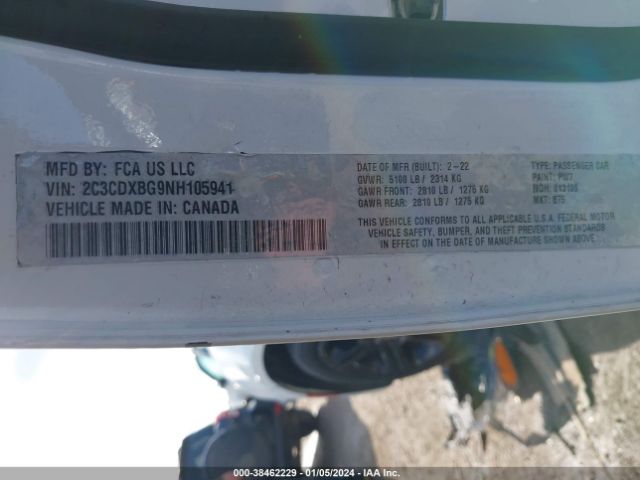 MFD BY: FCA US LLC
VIN: 2C3CDXBG9NH105941
VEHICLE MADE IN: CANADA
DATE OF MFR (BUILT): 2-22
GVWR: 5100 LB / 2314 KG
GAWR FRONT: 2810 LB / 1275 KG
GAWR REAR: 2810 LB / 1275 KG
TYPE: PASSENGER CAR
PAINT: PW7
MDH:
MKT:
THIS VEHICLE CONFORMS TO ALL APPLICABLE U.S.A. FEDERAL MOTOR
VEHICLE SAFETY, BUMPER, AND THEFT PREVENTION STANDARDS
IN EFFECT ON THE DATE OF MANUFACTURE SHOWN ABOVE
000-38462229 - 01/05/2024 - IAA Inc.